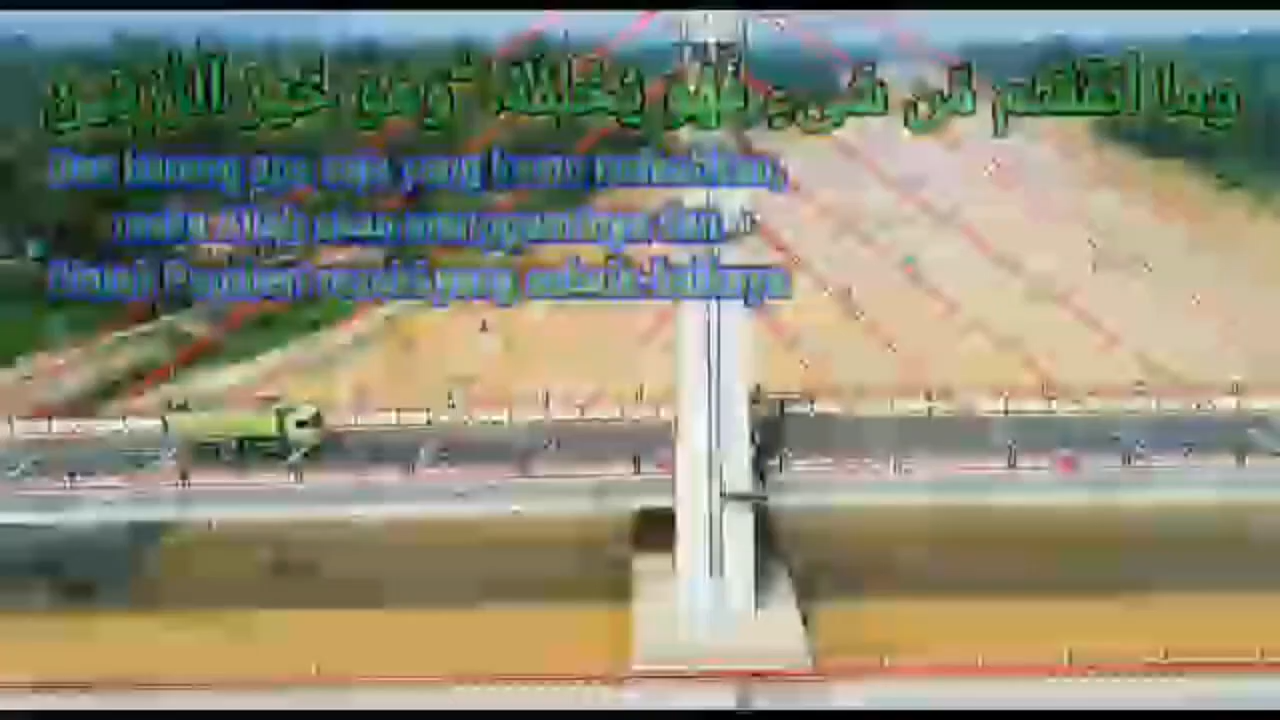 وما أنفقتم من شيء فهو يخلفه وهو خير الرازقين
Dan barang apa saja yang kamu nafkahkan,
maka Allah akan menggantinya dan
Dialah Pemberi rezeki yang sebaik-baiknya